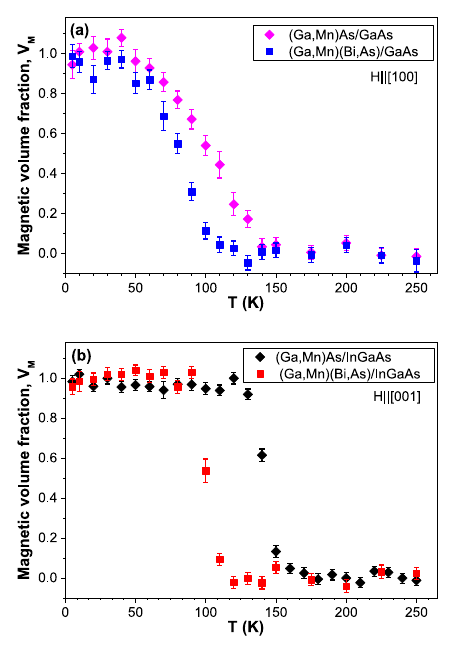 (a)
(Ga,Mn)As/GaAs
(Ga,Mn)(Bi,As)/GaAs
H||[100]
Magnetic volume fraction, V_M
1.0
0.8
0.6
0.4
0.2
0.0
0 50 100 150 200 250
T (K)
(b)
(Ga,Mn)As/InGaAs
(Ga,Mn)(Bi,As)/InGaAs
H||[001]
Magnetic volume fraction, V_M
1.0
0.8
0.6
0.4
0.2
0.0
0 50 100 150 200 250
T (K)